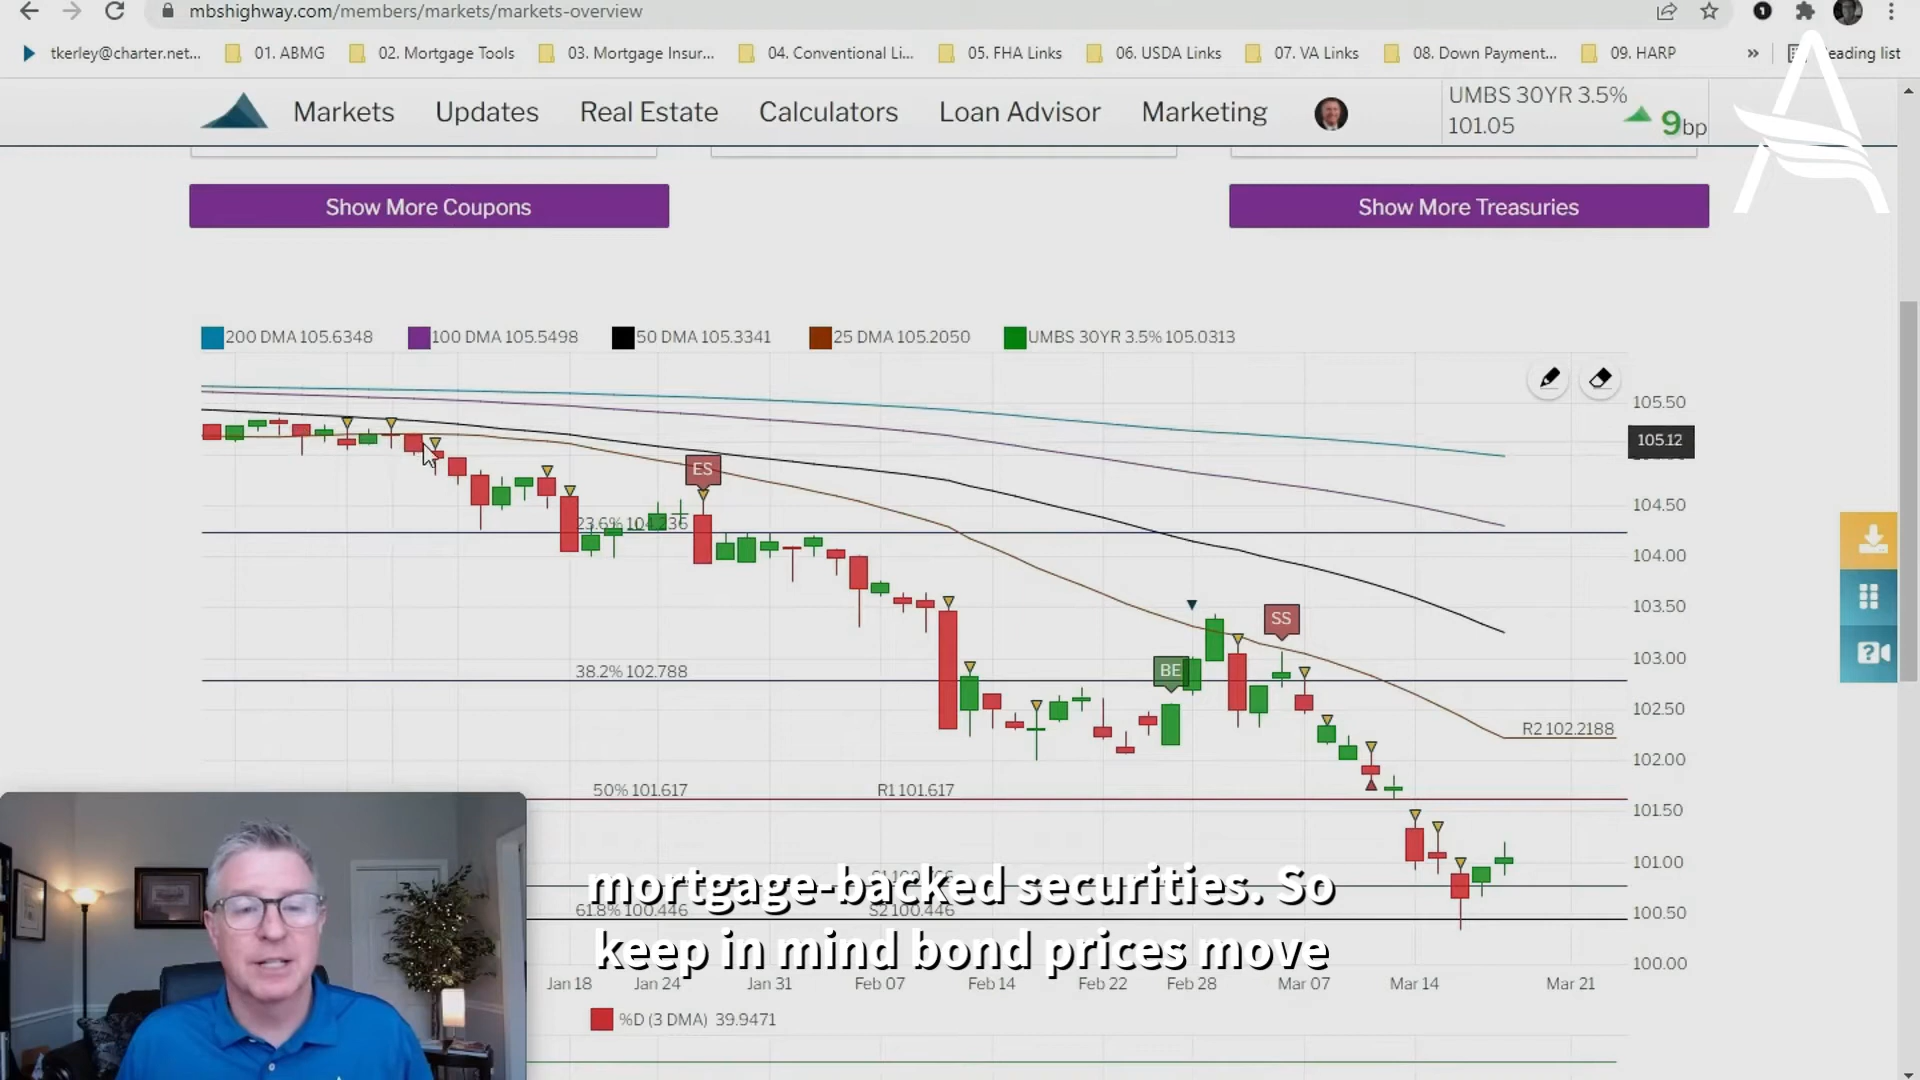 mbshighway.com/members/markets/markets-overview
tkerley@charter.net... 01. ABMG 02. Mortgage Tools 03. Mortgage Insur... 04. Conventional Li... 05. FHA Links 06. USDA Links 07. VA Links 08. Down Payment... 09. HARP » eading list
Markets Updates Real Estate Calculators Loan Advisor Marketing
UMBS 30YR 3.5%
101.05 9bp
Show More Coupons Show More Treasuries
200 DMA 105.6348 100 DMA 105.5498 50 DMA 105.3341 25 DMA 105.2050 UMBS 30YR 3.5% 105.0313
105.50
105.12
ES
104.50
23.6% 104.236
104.00
103.50
SS
BE
103.00
38.2% 102.788
102.50
R2 102.2188
102.00
50% 101.617 R1 101.617
101.50
101.00
mortgage-backed securities. So
61.8% 100.446 S2 100.446
100.50
keep in mind bond prices move
100.00
Jan 18 Jan 24 Jan 31 Feb 07 Feb 14 Feb 22 Feb 28 Mar 07 Mar 14 Mar 21
%D (3 DMA) 39.9471